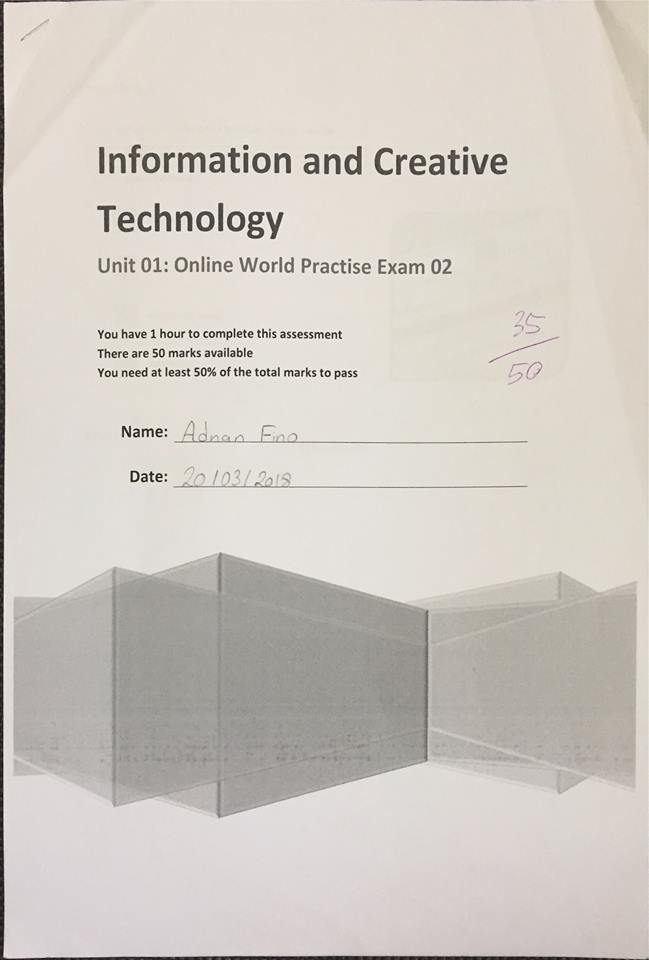 Information and Creative
Technology
Unit 01: Online World Practise Exam 02
You have 1 hour to complete this assessment
There are 50 marks available
You need at least 50% of the total marks to pass
35
50
Name: Adnan Fino
Date: 20/03/2018